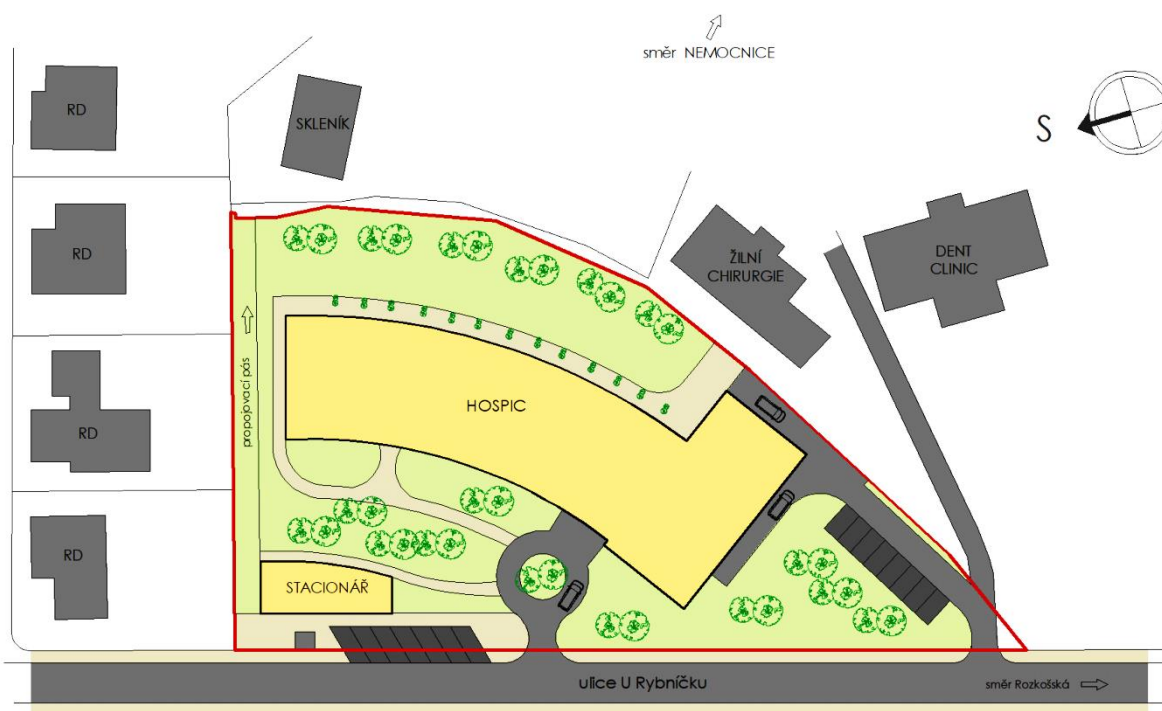 směr NEMOCNICE
RD
SKLENÍK
S
RD
ŽILNÍ
CHIRURGIE
DENT
CLINIC
propojovací pás
HOSPIC
RD
RD
STACIONÁŘ
ulice U Rybníčku
směr Rozkošská